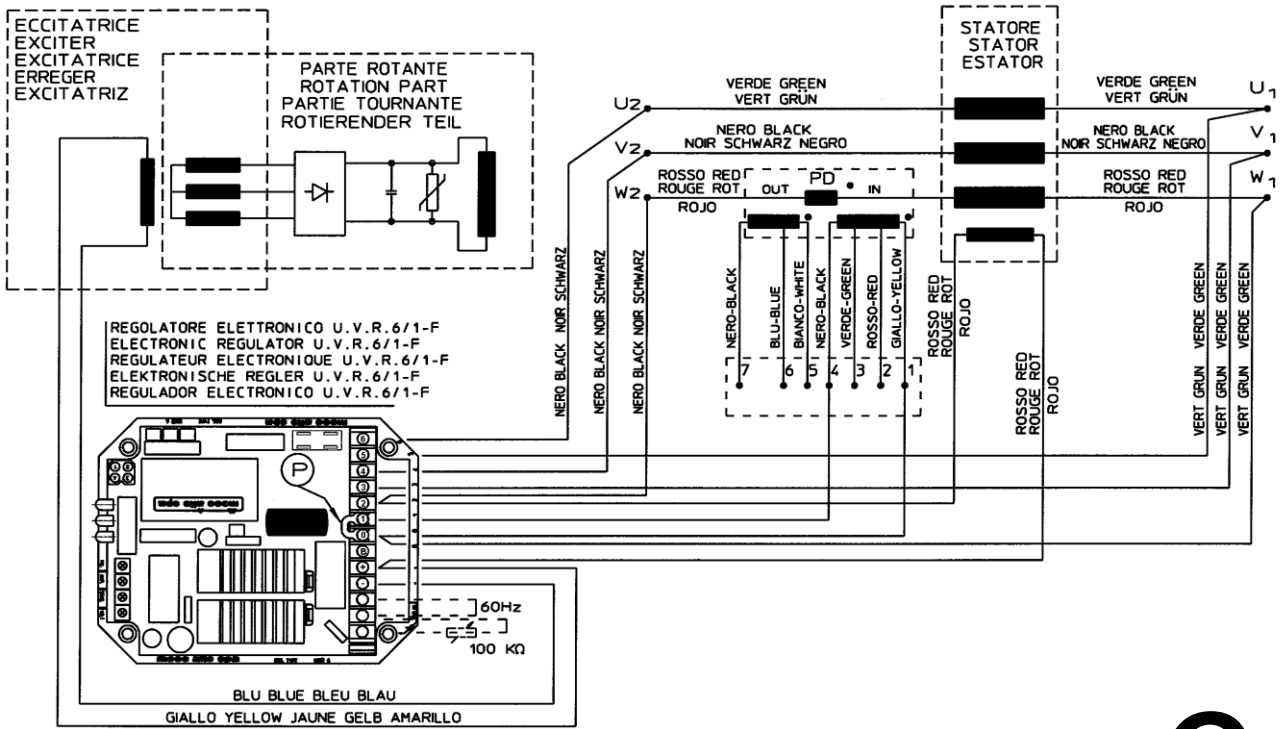 ECCITATRICE
EXCITER
EXCITATRICE
ERREGER
EXCITATRIZ
PARTE ROTANTE
ROTATION PART
PARTIE TOURNANTE
ROTIERENDER TEIL
STATORE
STATOR
ESTATOR
U2
VERDE GREEN
VERT GRÜN
VERDE GREEN
VERT GRÜN
U1
V2
NERO BLACK
NOIR SCHWARZ NEGRO
NERO BLACK
NOIR SCHWARZ NEGRO
V1
W2
ROSSO RED
ROUGE ROT
ROJO
PD
OUT
IN
ROSSO RED
ROUGE ROT
ROJO
W1
NERO BLACK NOIR SCHWARZ
NERO BLACK NOIR SCHWARZ
NERO BLACK NOIR SCHWARZ
NERO-BLACK
BLU-BLUE
BIANCO-WHITE
NERO-BLACK
VERDE-GREEN
ROSSO-RED
GIALLO-YELLOW
7 6 5 4 3 2 1
ROSSO RED
ROUGE ROT
ROJO
ROSSO RED
ROUGE ROT
ROJO
VERT GRUN VERDE GREEN
VERT GRUN VERDE GREEN
VERT GRUN VERDE GREEN
REGOLATORE ELETTRONICO U.V.R.6/1-F
ELECTRONIC REGULATOR U.V.R.6/1-F
REGULATEUR ELECTRONIQUE U.V.R.6/1-F
ELEKTRONISCHE REGLER U.V.R.6/1-F
REGULADOR ELECTRONICO U.V.R.6/1-F
P
6
5
4
3
2
1
0
B
+
-
60Hz
100 KΩ
BLU BLUE BLEU BLAU
GIALLO YELLOW JAUNE GELB AMARILLO